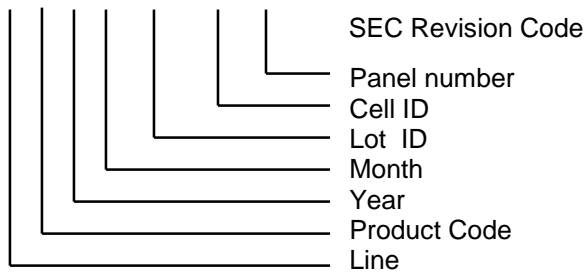 SEC Revision Code
Panel number
Cell ID
Lot ID
Month
Year
Product Code
Line